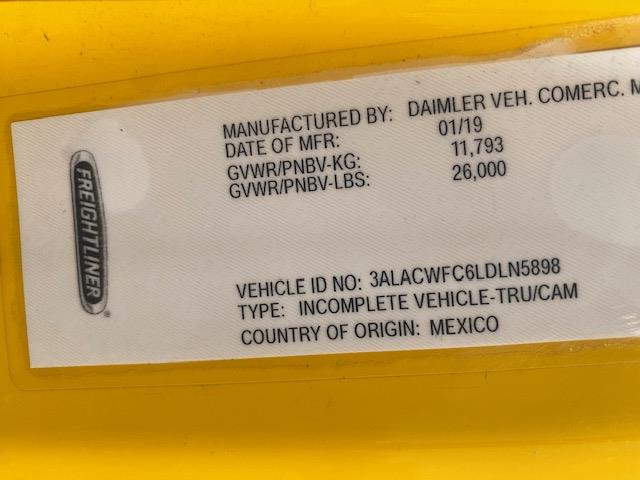 FREIGHTLINER
MANUFACTURED BY: DAIMLER VEH. COMERC.
DATE OF MFR: 01/19
GVWR/PNBV-KG: 11,793
GVWR/PNBV-LBS: 26,000
VEHICLE ID NO: 3ALACWFC6LDLN5898
TYPE: INCOMPLETE VEHICLE-TRU/CAM
COUNTRY OF ORIGIN: MEXICO